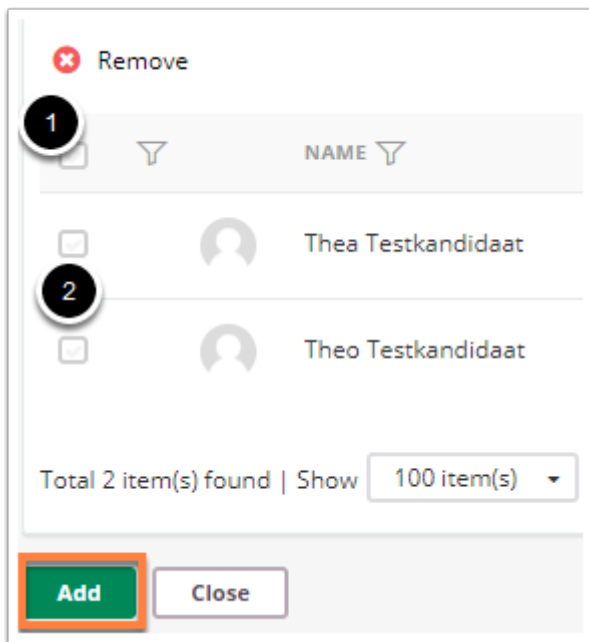 Remove
1
NAME
Thea Testkandidaat
2
Theo Testkandidaat
Total 2 item(s) found | Show 100 item(s)
Add Close